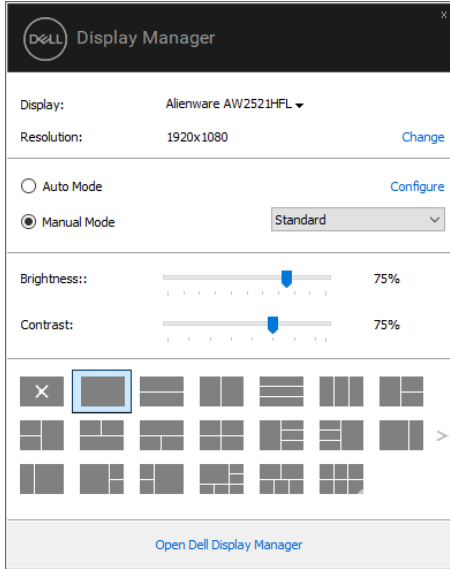 DELL Display Manager
Display: Alienware AW2521HFL
Resolution: 1920x1080 Change
Auto Mode Configure
Manual Mode Standard
Brightness:: 75%
Contrast: 75%
Open Dell Display Manager